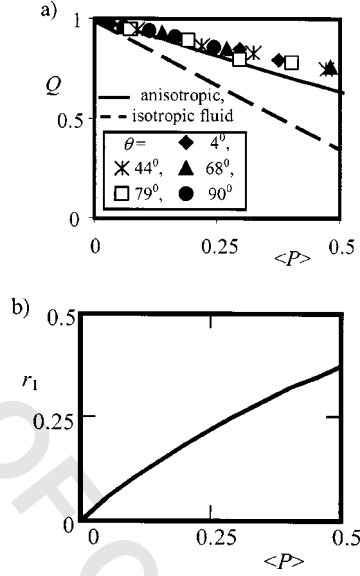 a)
1
Q
0.5
0
anisotropic,
isotropic fluid
θ= 4⁰,
44⁰, 68⁰
79⁰, 90⁰
0 0.25 0.5
<P>
b)
0.5
r₁
0.25
0
0 0.25 0.5
<P>